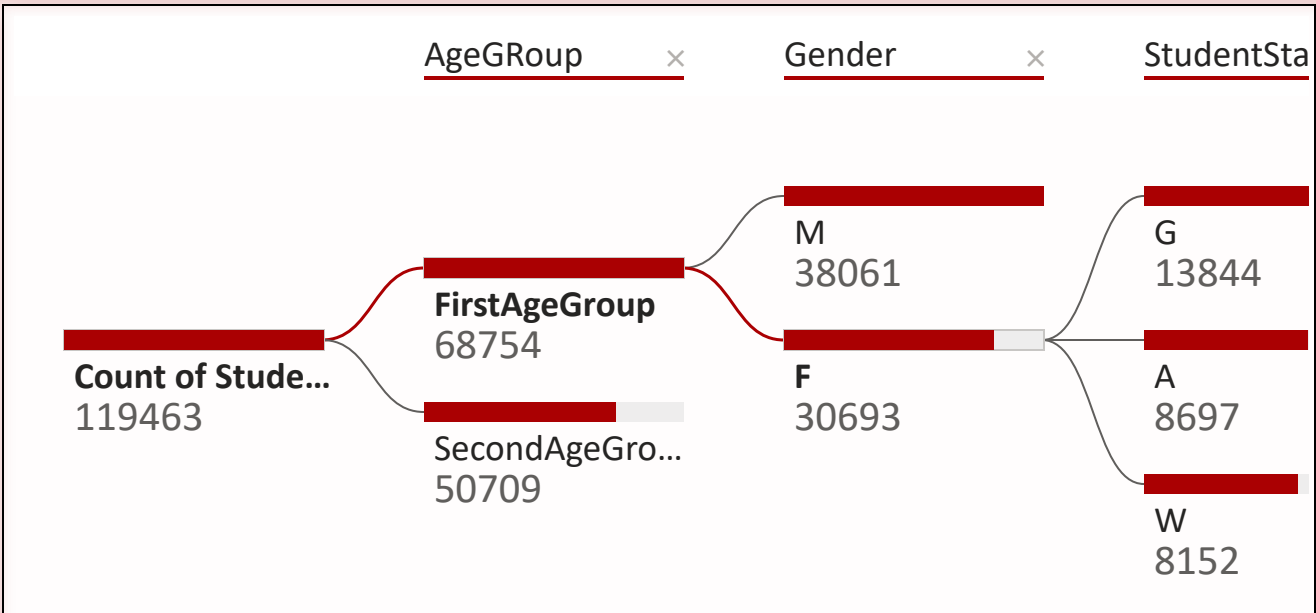 AgeGRoup ×
Gender ×
StudentSta
Count of Stude...
119463
FirstAgeGroup
68754
SecondAgeGro...
50709
M
38061
F
30693
G
13844
A
8697
W
8152